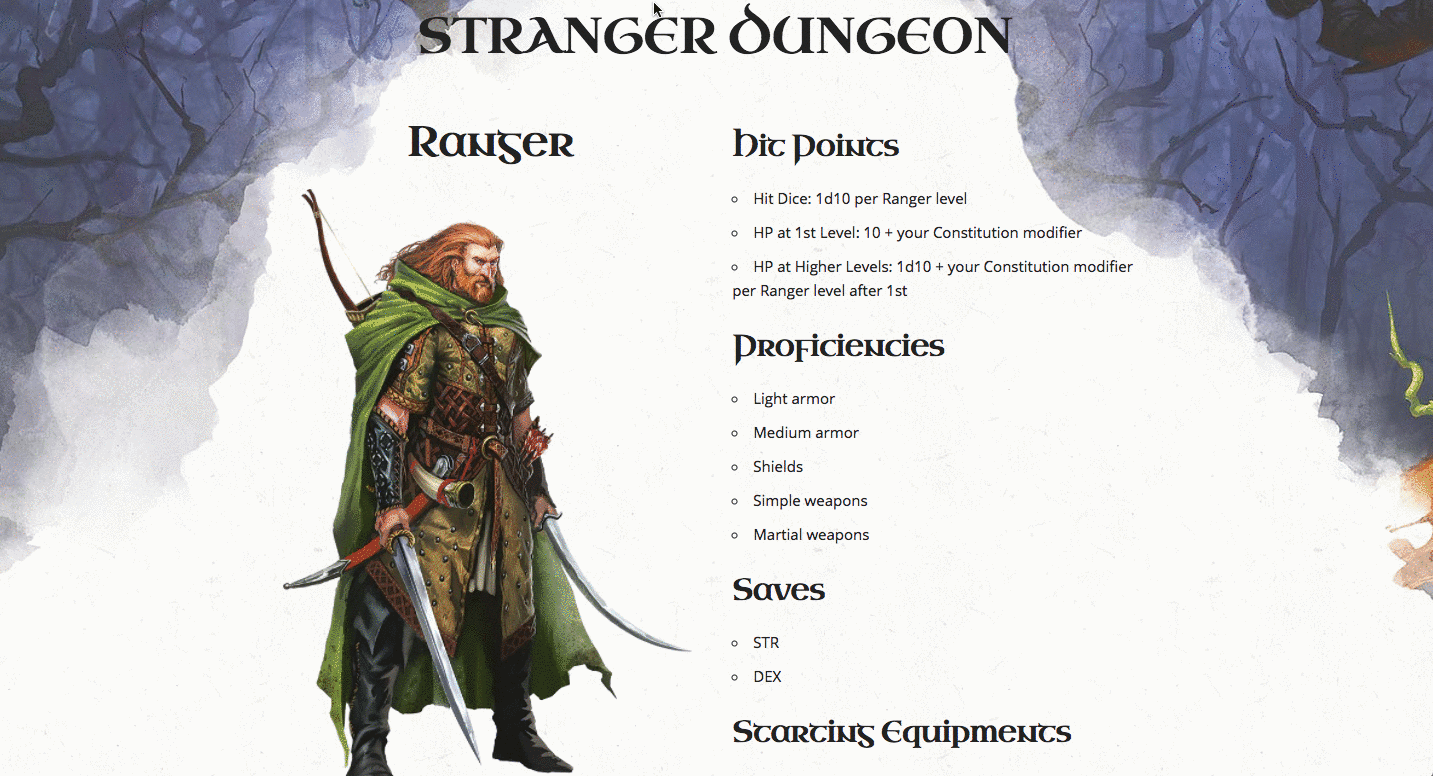 STRANGER DUNGEON
Ranger
Hit Points
Hit Dice: 1d10 per Ranger level
HP at 1st Level: 10 + your Constitution modifier
HP at Higher Levels: 1d10 + your Constitution modifier
per Ranger level after 1st
Proficiencies
Light armor
Medium armor
Shields
Simple weapons
Martial weapons
Saves
STR
DEX
Starting Equipments